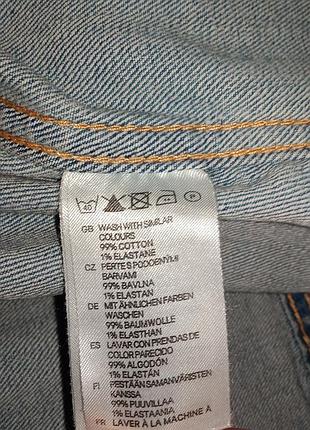 40 P
GB WASH WITH SIMILAR
COLOURS
99% COTTON
1% ELASTANE
CZ PERTE S PODOBNÝMI
BARVAMI
99% BAVLNA
1% ELASTAN
DE MIT ÄHNLICHEN FARBEN
WASCHEN
99% BAUMWOLLE
1% ELASTHAN
ES LAVAR CON PRENDAS DE
COLOR PARECIDO
99% ALGODÓN
1% ELASTÁN
FI PESTÄÄN SAMANVÄRISTEN
KANSSA
99% PUUVILLAA
1% ELASTAANIA
FR LAVER À LA MACHINE À